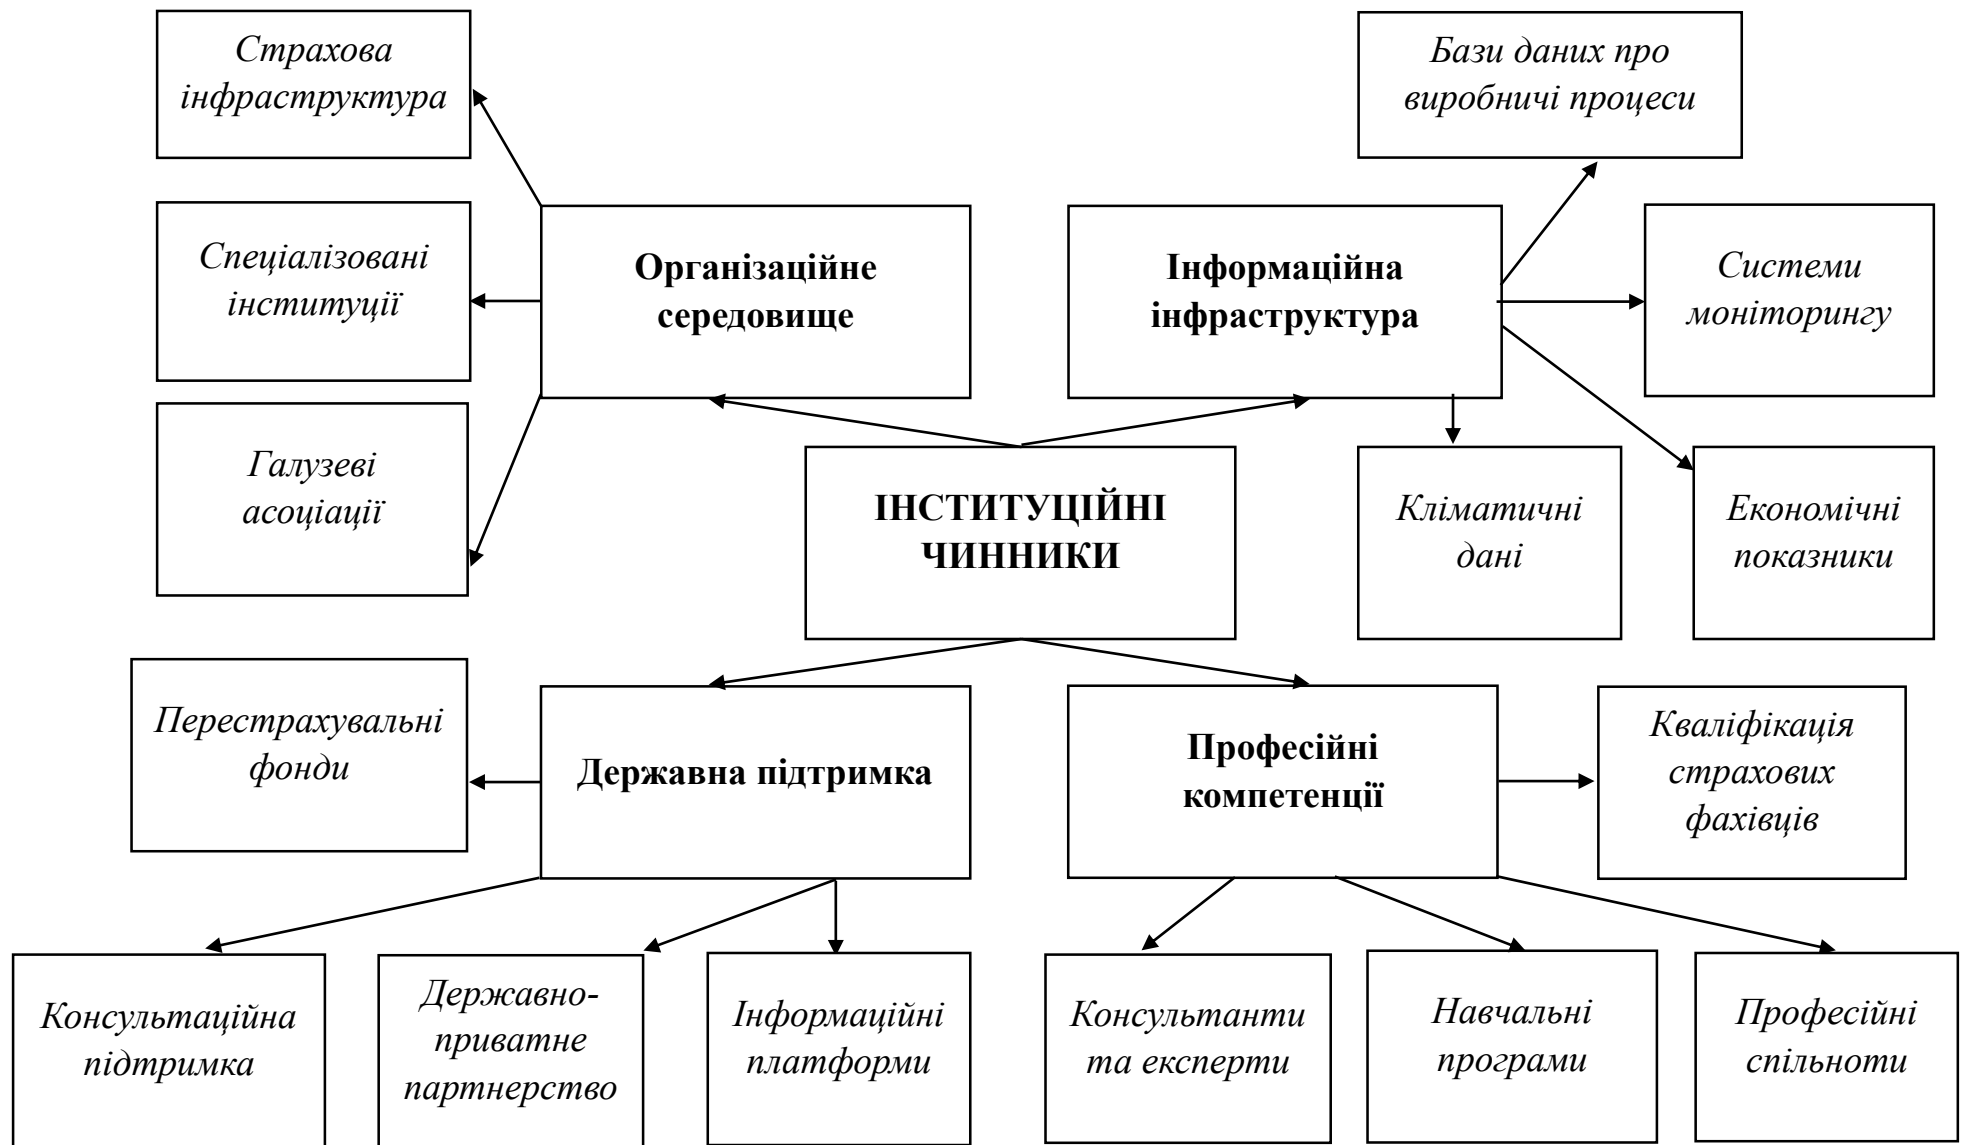 Страхова
інфраструктура
Бази даних про
виробничі процеси
Спеціалізовані
інституції
Організаційне
середовище
Інформаційна
інфраструктура
Системи
моніторингу
Галузеві
асоціації
ІНСТИТУЦІЙНІ
ЧИННИКИ
Кліматичні
дані
Економічні
показники
Перестрахувальні
фонди
Державна підтримка
Професійні
компетенції
Кваліфікація
страхових
фахівців
Консультаційна
підтримка
Державно-
приватне
партнерство
Інформаційні
платформи
Консультанти
та експерти
Навчальні
програми
Професійні
спільноти